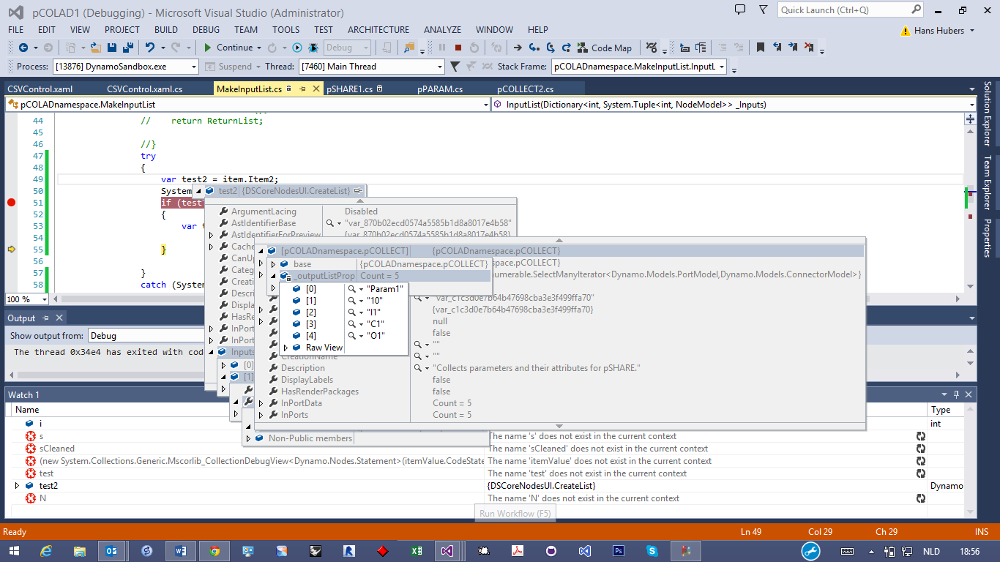 pCOLAD1 (Debugging) - Microsoft Visual Studio (Administrator)
Quick Launch (Ctrl+Q)
FILE EDIT VIEW PROJECT BUILD DEBUG TEAM TOOLS TEST ARCHITECTURE ANALYZE WINDOW HELP
Hans Hubers
Continue Debug Code Map
Process: [13876] DynamoSandbox.exe Suspend Thread: [7460] Main Thread Stack Frame: pCOLADnamespace.MakeInputList.InputL
CSVControl.xaml CSVControl.xaml.cs MakeInputList.cs pSHARE1.cs pPARAM.cs pCOLLECT2.cs
pCOLADnamespace.MakeInputList InputList(Dictionary<int, System.Tuple<int, NodeModel>> _Inputs)
44 // return ReturnList;
45
46 //}
47 try
48 {
49 var test2 = item.Item2;
50 System
test2 {DSCoreNodesUI.CreateList}
51 if (test
52 {
53 var t
54
55 }
56
57 }
58 catch (System
100 %
ArgumentLacing Disabled
AstIdentifierBase "var_870b02ecd0574a5585b1d8a8017e4b58"
AstIdentifierForPreview {var_870b02ecd0574a5585b1d8a8017e4b58}
Cache
CanUp
Categ
Creati
Descri
Displa
HasRe
InPort
InPort
Inputs
[0]
[1]
[pCOLADnamespace.pCOLLECT] {pCOLADnamespace.pCOLLECT}
base {pCOLADnamespace.pCOLLECT}
space.pCOLLECT}
_outputListProp Count = 5
numerable.SelectManyIterator<Dynamo.Models.PortModel,Dynamo.Models.ConnectorModel>}
[0] "Param1"
[1] "10"
[2] "I1"
[3] "C1"
[4] "O1"
Raw View
"var_c1c3d0e7b64b47698cba3e3f499ffa70"
{var_c1c3d0e7b64b47698cba3e3f499ffa70}
null
false
""
CreationName ""
Description "Collects parameters and their attributes for pSHARE."
DisplayLabels false
HasRenderPackages false
InPortData Count = 5
InPorts Count = 5
Non-Public members
Output
Show output from: Debug
The thread 0x34e4 has exited with cod
Watch 1
Name Type
i int
s The name 's' does not exist in the current context
sCleaned The name 'sCleaned' does not exist in the current context
(new System.Collections.Generic.Mscorlib_CollectionDebugView<Dynamo.Nodes.Statement>(itemValue.CodeState The name 'itemValue' does not exist in the current context
test The name 'test' does not exist in the current context
test2 {DSCoreNodesUI.CreateList} Dynamo
N The name 'N' does not exist in the current context
Run Workflow (F5)
Solution Explorer
Team Explorer
Properties
Ready Ln 49 Col 29 Ch 29 INS
NLD 18:56